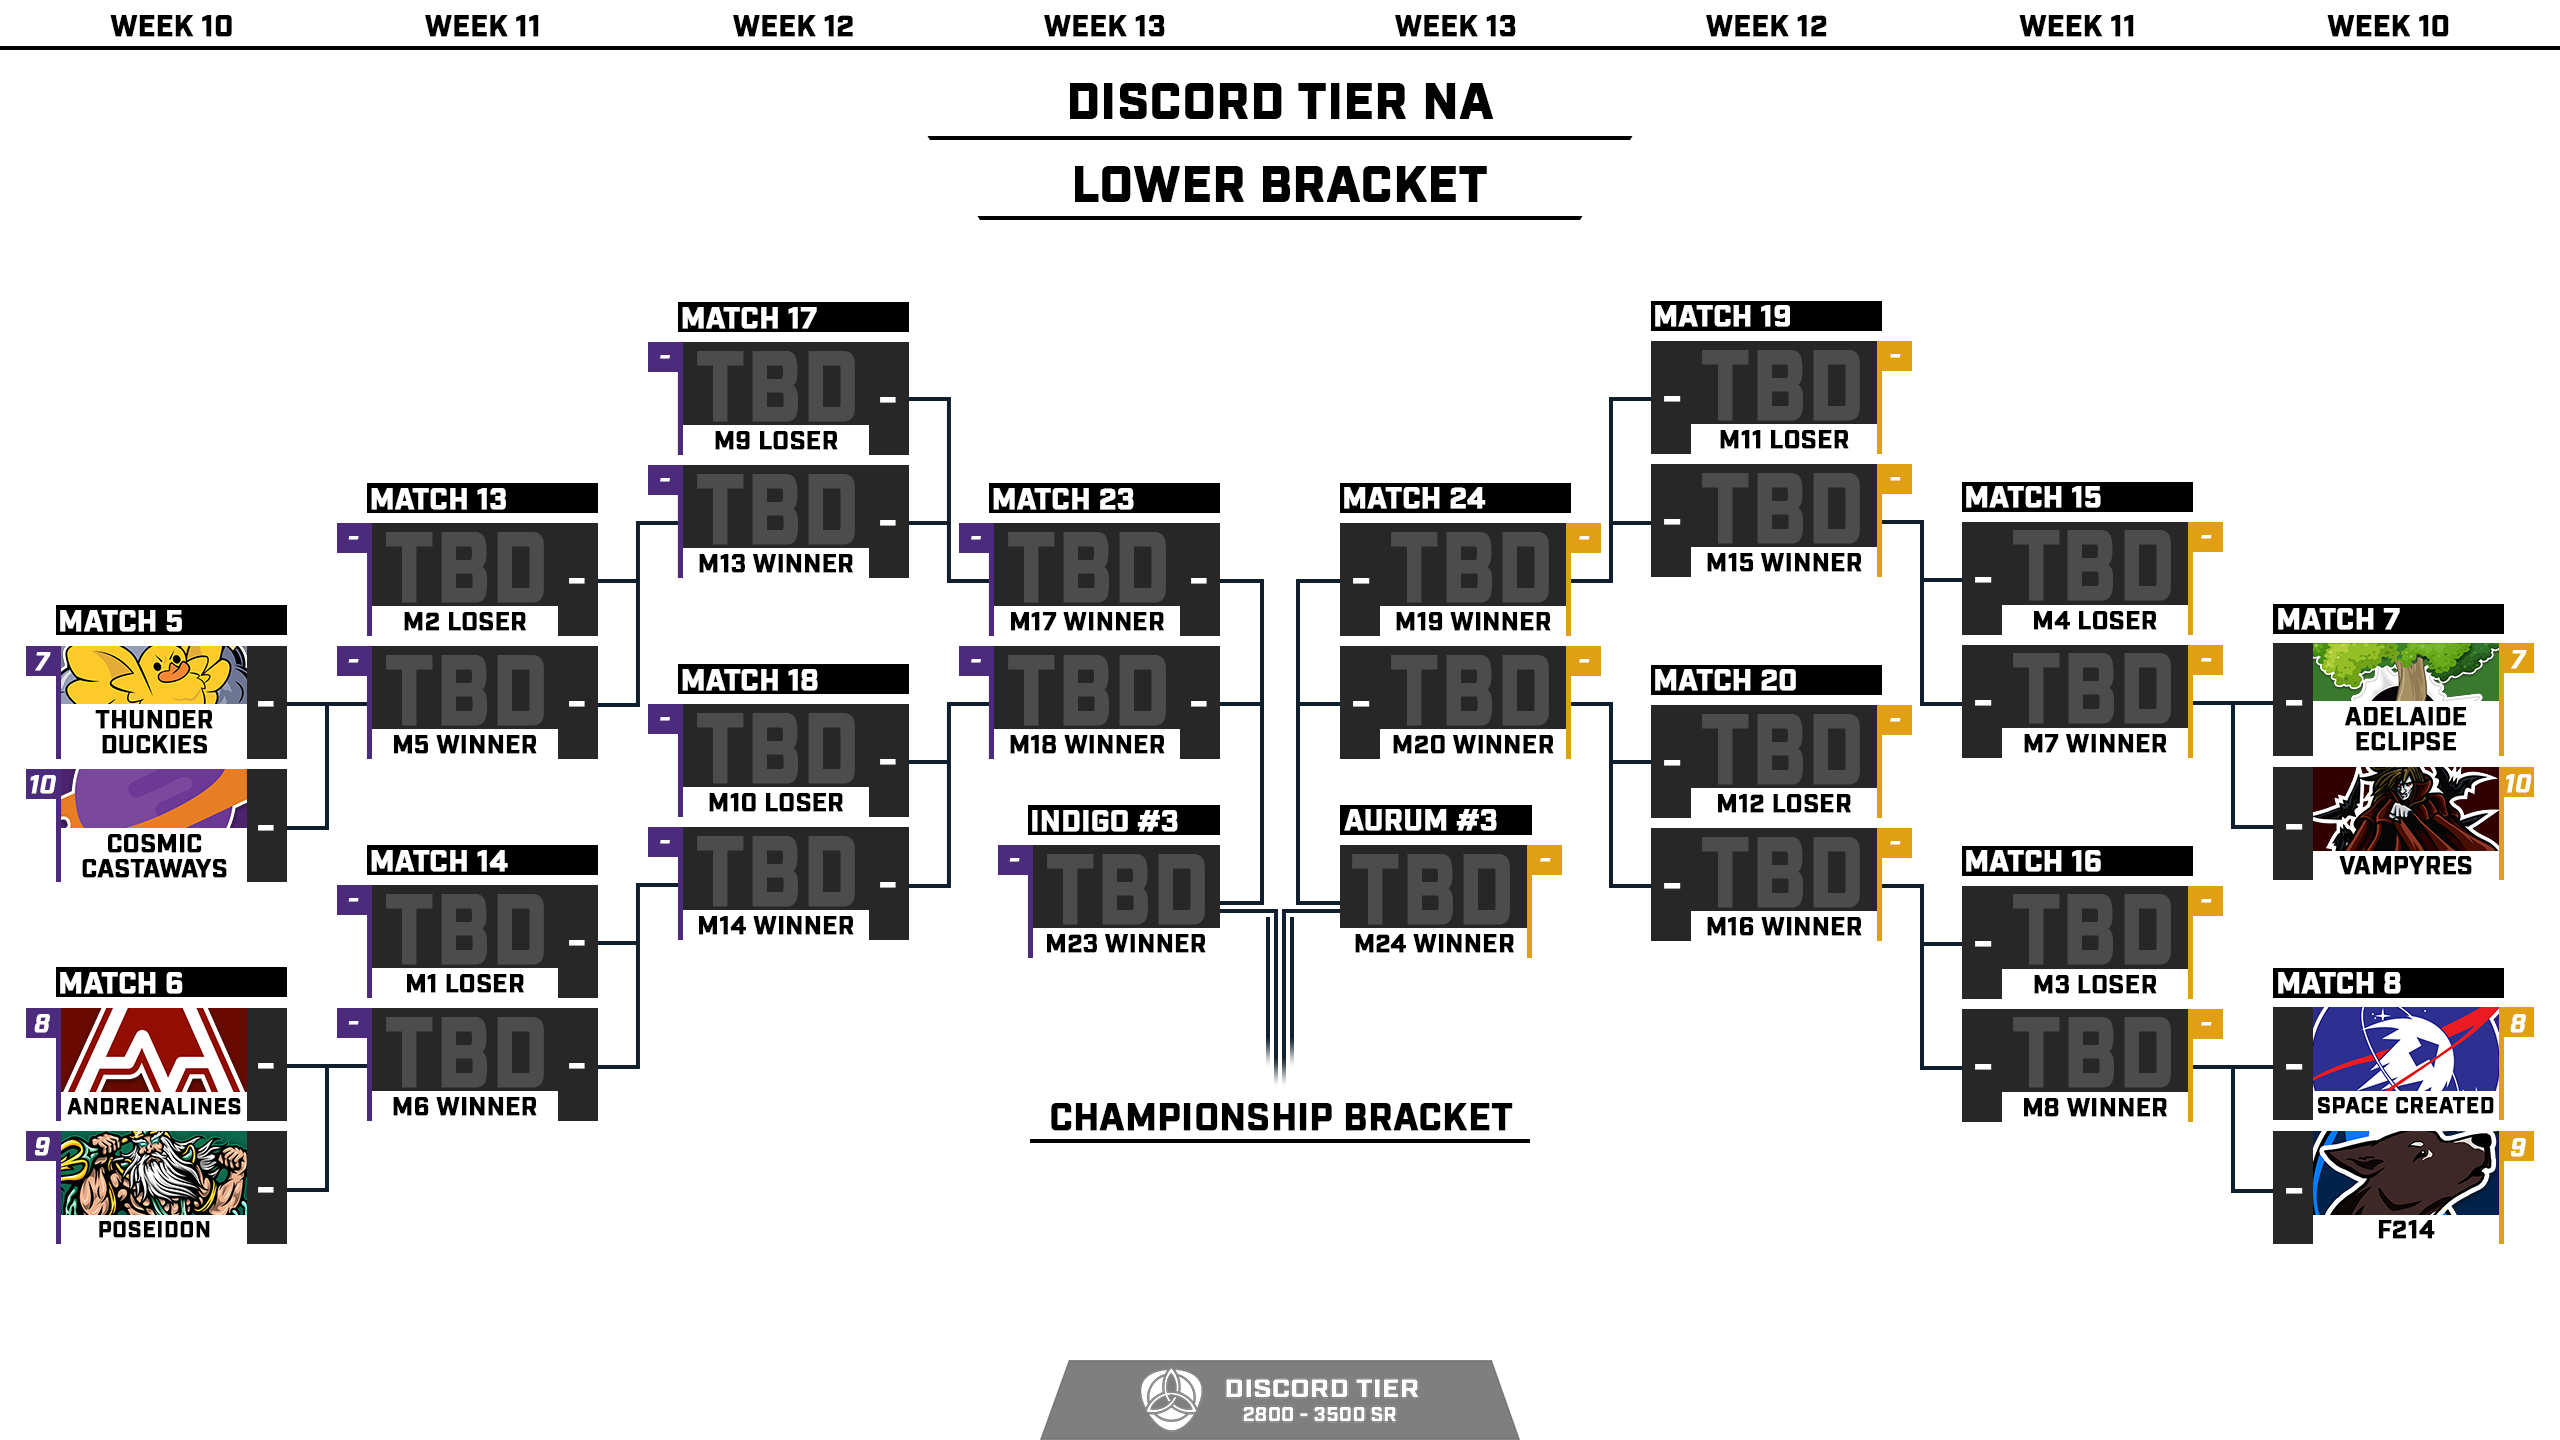 WEEK 10
WEEK 11
WEEK 12
WEEK 13
WEEK 13
WEEK 12
WEEK 11
WEEK 10
DISCORD TIER NA
LOWER BRACKET
MATCH 5
7
THUNDER
DUCKIES
-
10
COSMIC
CASTAWAYS
-
MATCH 6
8
ANDRENALINES
-
9
POSEIDON
-
MATCH 13
-
TBD
-
M2 LOSER
-
TBD
-
M5 WINNER
MATCH 14
-
TBD
-
M1 LOSER
-
TBD
-
M6 WINNER
MATCH 17
-
TBD
-
M9 LOSER
-
TBD
-
M13 WINNER
MATCH 18
-
TBD
-
M10 LOSER
-
TBD
-
M14 WINNER
MATCH 23
-
TBD
-
M17 WINNER
-
TBD
-
M18 WINNER
INDIGO #3
-
TBD
M23 WINNER
MATCH 24
-
TBD
-
M19 WINNER
-
TBD
-
M20 WINNER
AURUM #3
TBD
-
M24 WINNER
MATCH 19
-
TBD
-
M11 LOSER
-
TBD
-
M15 WINNER
MATCH 20
-
TBD
-
M12 LOSER
-
TBD
-
M16 WINNER
MATCH 15
-
TBD
-
M4 LOSER
-
TBD
-
M7 WINNER
MATCH 16
-
TBD
-
M3 LOSER
-
TBD
-
M8 WINNER
MATCH 7
-
7
ADELAIDE
ECLIPSE
-
10
VAMPYRES
MATCH 8
-
8
SPACE CREATED
-
9
F214
CHAMPIONSHIP BRACKET
DISCORD TIER
2800 - 3500 SR